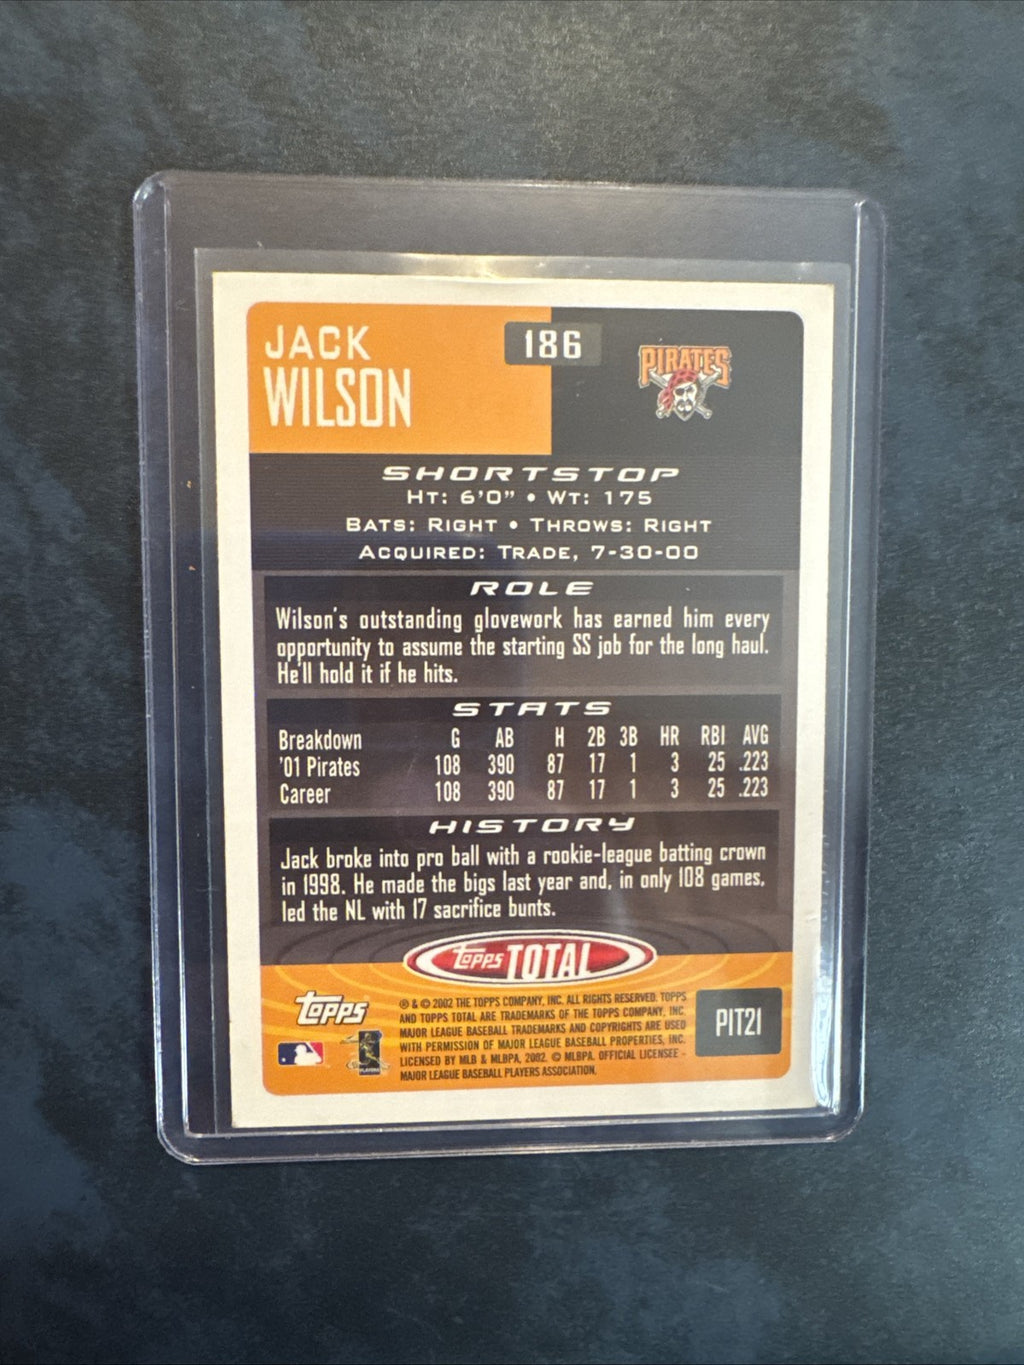 JACK
WILSON
186
PIRATES
SHORTSTOP
HT: 6'0" • WT: 175
BATS: RIGHT • THROWS: RIGHT
ACQUIRED: TRADE, 7-30-00
ROLE
Wilson's outstanding glovework has earned him every
opportunity to assume the starting SS job for the long haul.
He'll hold it if he hits.
STATS
Breakdown G AB H 2B 3B HR RBI AVG
'01 Pirates 108 390 87 17 1 3 25 .223
Career 108 390 87 17 1 3 25 .223
HISTORY
Jack broke into pro ball with a rookie-league batting crown
in 1998. He made the bigs last year and, in only 108 games,
led the NL with 17 sacrifice bunts.
topps TOTAL
topps
® & © 2002 THE TOPPS COMPANY, INC. ALL RIGHTS RESERVED. TOPPS
AND TOPPS TOTAL ARE TRADEMARKS OF THE TOPPS COMPANY, INC.
MAJOR LEAGUE BASEBALL TRADEMARKS AND COPYRIGHTS ARE USED
WITH PERMISSION OF MAJOR LEAGUE BASEBALL PROPERTIES, INC.
LICENSED BY MLB & MLBPA, 2002. © MLBPA. OFFICIAL LICENSEE -
MAJOR LEAGUE BASEBALL PLAYERS ASSOCIATION.
PLAYERS
PIT21